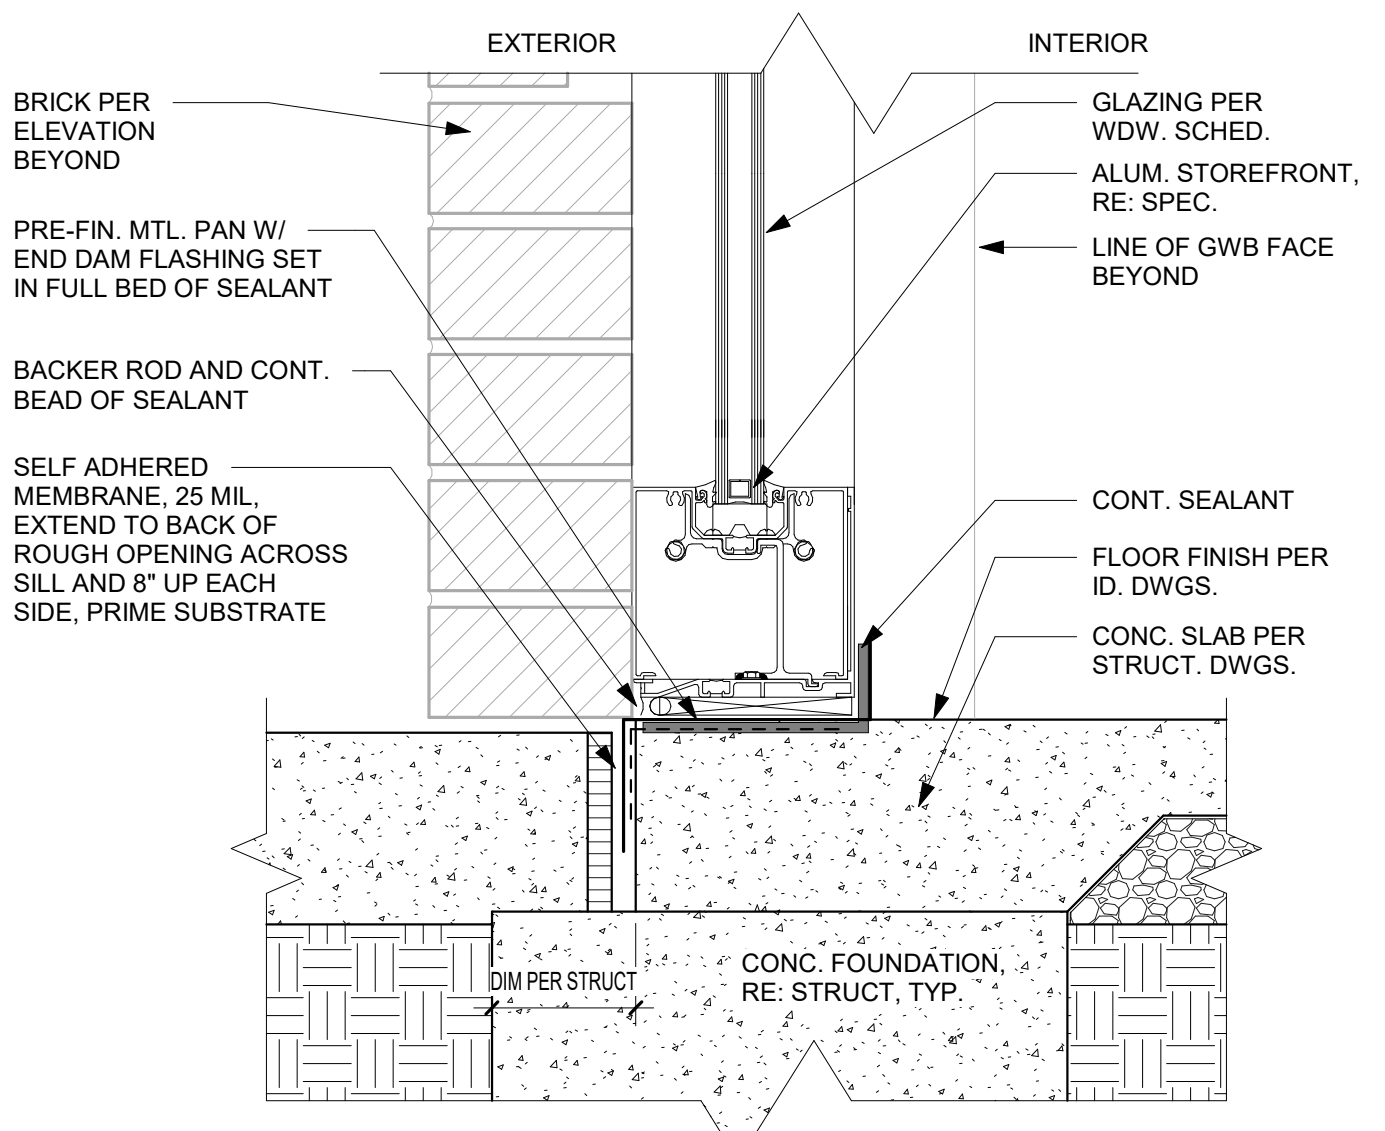 EXTERIOR
INTERIOR
BRICK PER
ELEVATION
BEYOND
PRE-FIN. MTL. PAN W/
END DAM FLASHING SET
IN FULL BED OF SEALANT
BACKER ROD AND CONT.
BEAD OF SEALANT
SELF ADHERED
MEMBRANE, 25 MIL,
EXTEND TO BACK OF
ROUGH OPENING ACROSS
SILL AND 8" UP EACH
SIDE, PRIME SUBSTRATE
GLAZING PER
WDW. SCHED.
ALUM. STOREFRONT,
RE: SPEC.
LINE OF GWB FACE
BEYOND
CONT. SEALANT
FLOOR FINISH PER
ID. DWGS.
CONC. SLAB PER
STRUCT. DWGS.
DIM PER STRUCT
CONC. FOUNDATION,
RE: STRUCT, TYP.